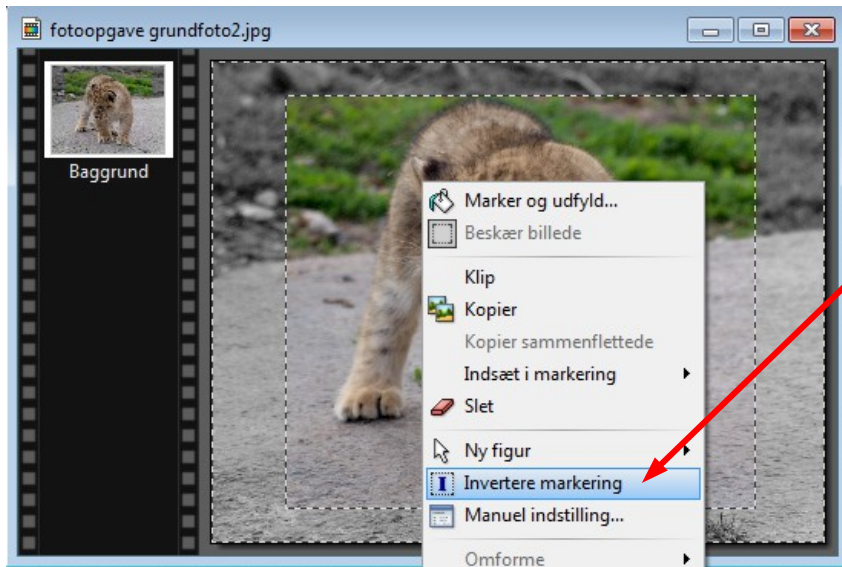 fotoopgave grundfoto2.jpg
Baggrund
Marker og udfyld...
Beskær billede
Klip
Kopier
Kopier sammenflettede
Indsæt i markering
Slet
Ny figur
Invertere markering
Manuel indstilling...
Omforme